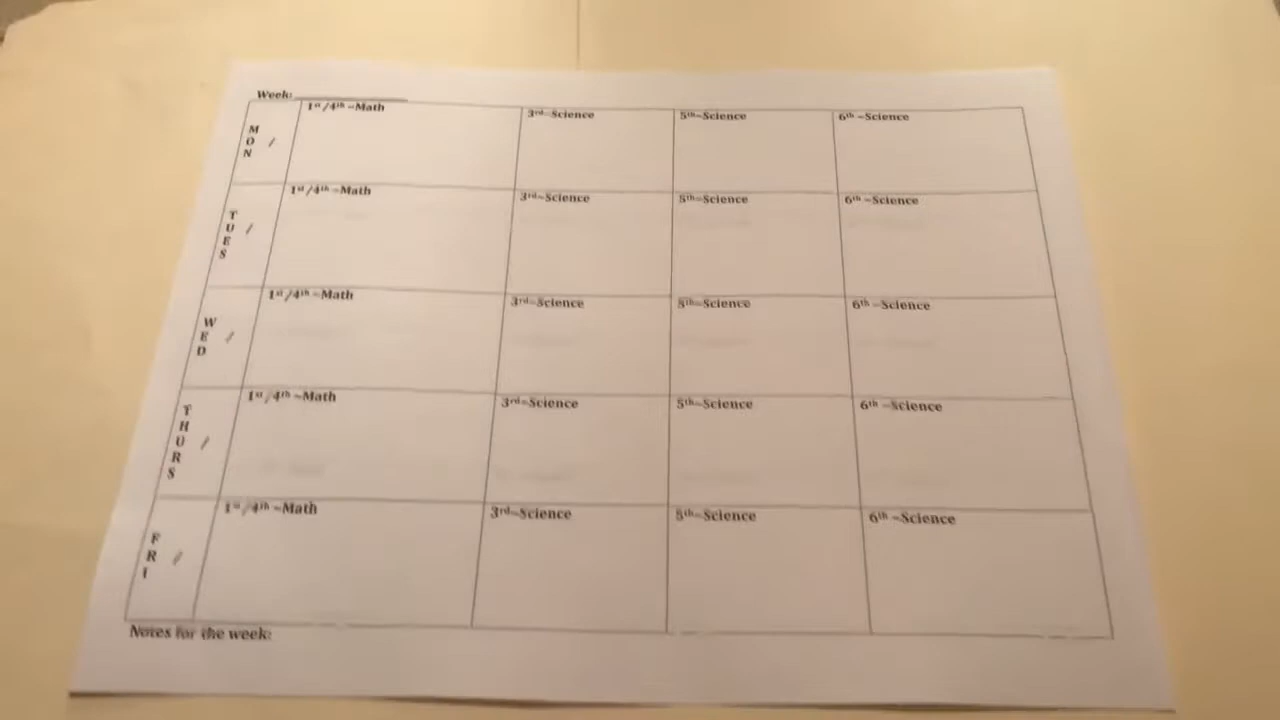 Week: ___________
MON / 1st/4th –Math 3rd–Science 5th–Science 6th –Science
TUES / 1st/4th –Math 3rd–Science 5th–Science 6th –Science
WED / 1st/4th –Math 3rd–Science 5th–Science 6th –Science
THURS / 1st/4th –Math 3rd–Science 5th–Science 6th –Science
FRI / 1st/4th –Math 3rd–Science 5th–Science 6th –Science
Notes for the week: